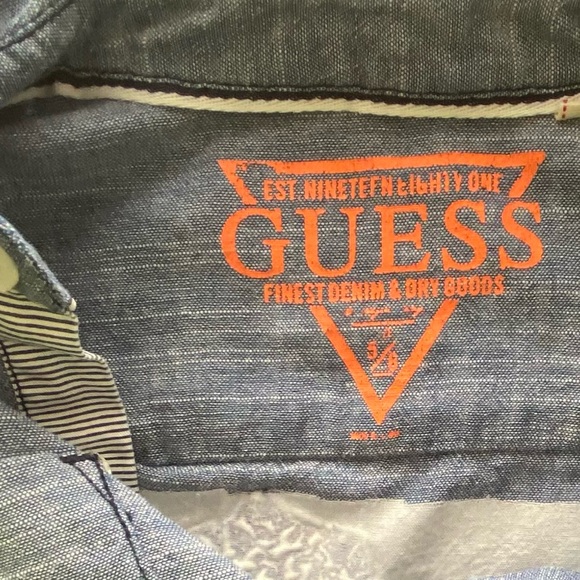 EST. NINETEEN EIGHTY ONE
GUESS
FINEST DENIM & DRY GOODS